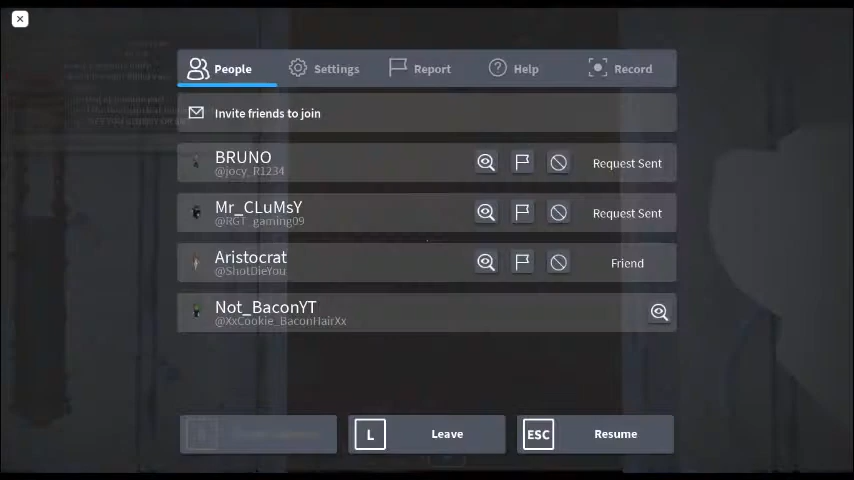 People
Settings
Report
Help
Record
Invite friends to join
BRUNO
@jocy_R1234
Request Sent
Mr_CLuMsY
@RGT_gaming09
Request Sent
Aristocrat
@ShotDieYou
Friend
Not_BaconYT
@XxCookie_BaconHairXx
L
Leave
ESC
Resume